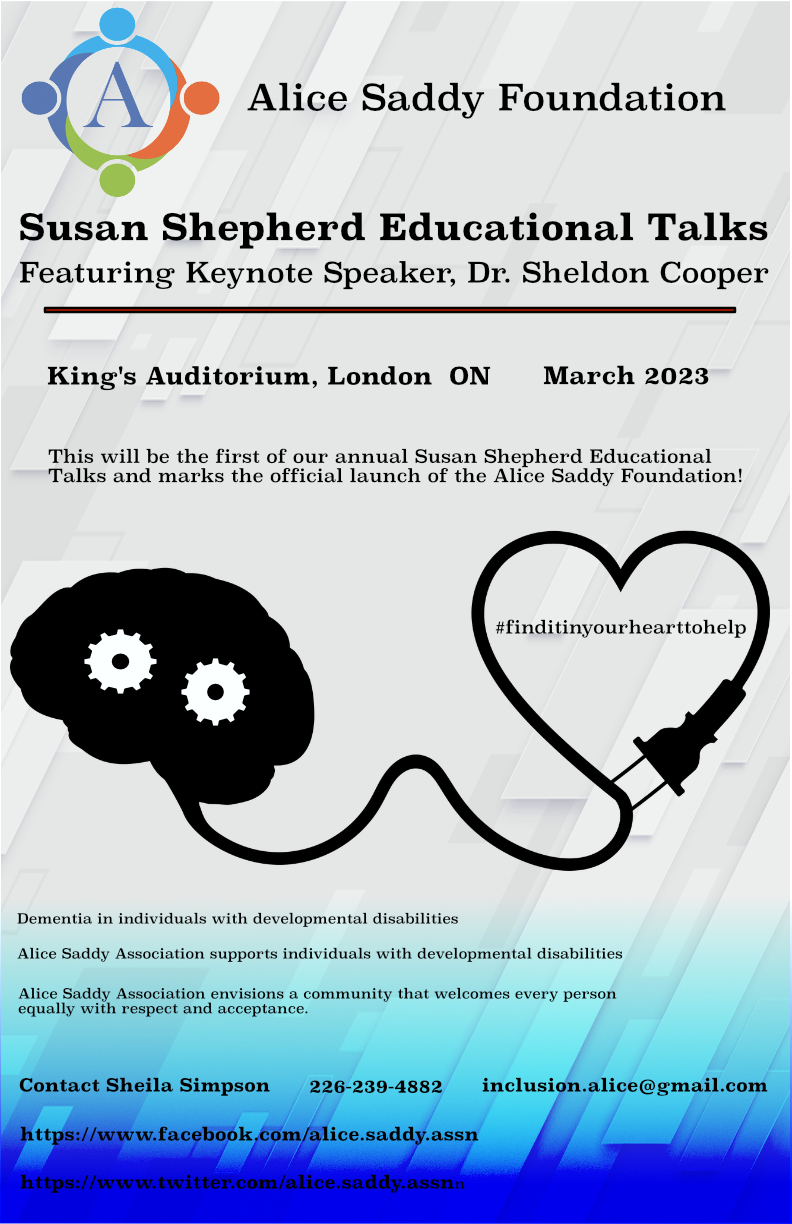 A
Alice Saddy Foundation
Susan Shepherd Educational Talks
Featuring Keynote Speaker, Dr. Sheldon Cooper
King's Auditorium, London ON March 2023
This will be the first of our annual Susan Shepherd Educational
Talks and marks the official launch of the Alice Saddy Foundation!
#finditinyourhearttohelp
Dementia in individuals with developmental disabilities
Alice Saddy Association supports individuals with developmental disabilities
Alice Saddy Association envisions a community that welcomes every person
equally with respect and acceptance.
Contact Sheila Simpson 226-239-4882 inclusion.alice@gmail.com
https://www.facebook.com/alice.saddy.assn
https://www.twitter.com/alice.saddy.assnn